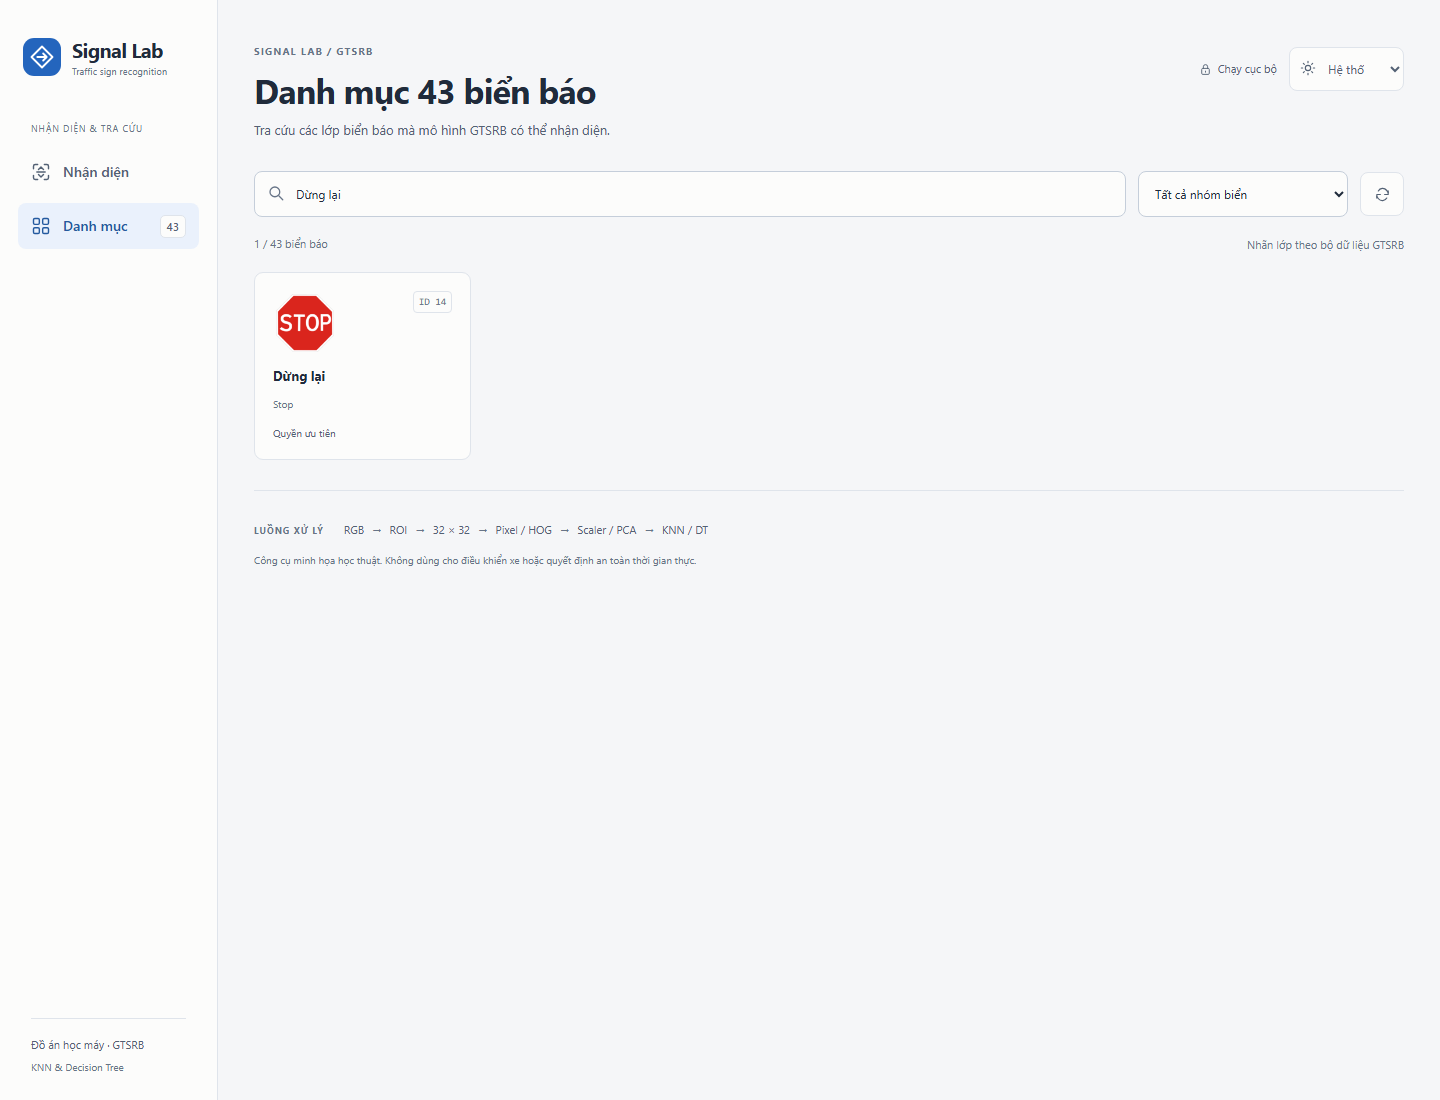 Signal Lab
Traffic sign recognition
NHẬN DIỆN & TRA CỨU
Nhận diện
Danh mục 43
SIGNAL LAB / GTSRB
Danh mục 43 biển báo
Tra cứu các lớp biển báo mà mô hình GTSRB có thể nhận diện.
Chạy cục bộ
Hệ thố
Dừng lại
Tất cả nhóm biển
1 / 43 biển báo
Nhãn lớp theo bộ dữ liệu GTSRB
STOP
ID 14
Dừng lại
Stop
Quyền ưu tiên
LUỒNG XỬ LÝ RGB → ROI → 32 × 32 → Pixel / HOG → Scaler / PCA → KNN / DT
Công cụ minh họa học thuật. Không dùng cho điều khiển xe hoặc quyết định an toàn thời gian thực.
Đồ án học máy · GTSRB
KNN & Decision Tree